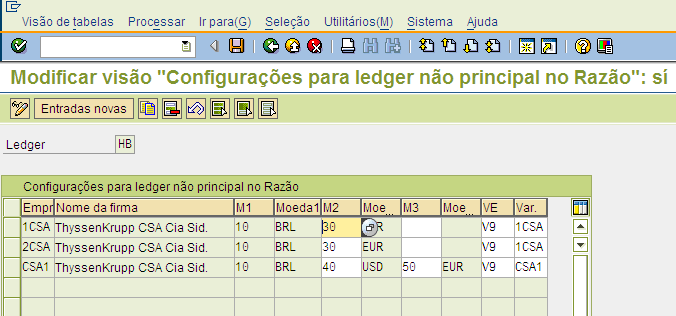 Visão de tabelas Processar Ir para(G) Seleção Utilitários(M) Sistema Ajuda
Modificar visão "Configurações para ledger não principal no Razão": sí
Entradas novas
Ledger HB
Configurações para ledger não principal no Razão
Empr Nome da firma M1 Moeda1 M2 Moe... M3 Moe... VE Var.
1CSA ThyssenKrupp CSA Cia Sid. 10 BRL 30 R V9 1CSA
2CSA ThyssenKrupp CSA Cia Sid. 10 BRL 30 EUR V9 1CSA
CSA1 ThyssenKrupp CSA Cia Sid. 10 BRL 40 USD 50 EUR V9 CSA1